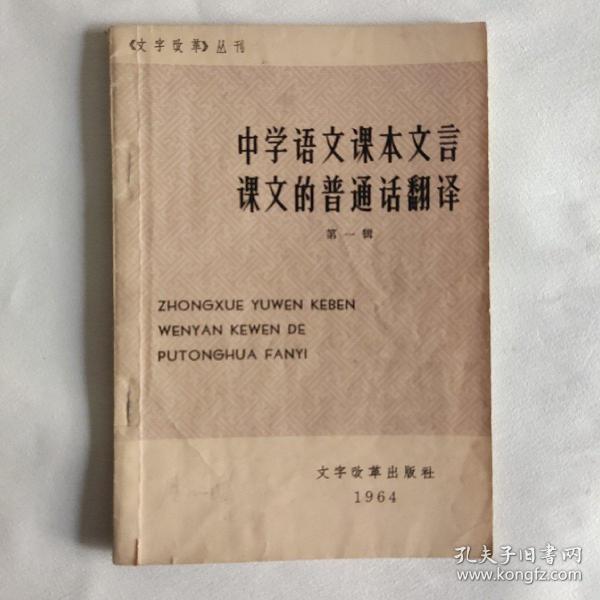 《文字改革》丛刊
中学语文课本文言
课文的普通话翻译
第一辑
ZHONGXUE YUWEN KEBEN
WENYAN KEWEN DE
PUTONGHUA FANYI
文字改革出版社
1964
孔夫子旧书网
www.kongfz.com